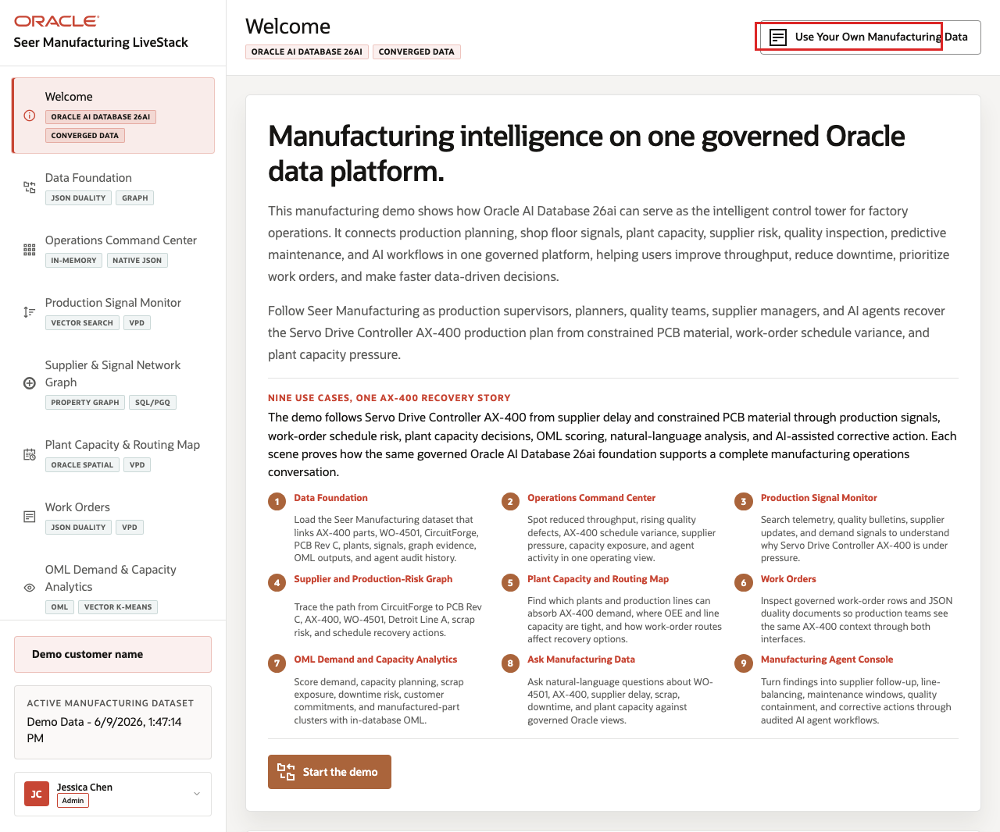 ORACLE
Seer Manufacturing LiveStack
Welcome
ORACLE AI DATABASE 26AI
CONVERGED DATA
Data Foundation
JSON DUALITY
GRAPH
Operations Command Center
IN-MEMORY
NATIVE JSON
Production Signal Monitor
VECTOR SEARCH
VPD
Supplier & Signal Network
Graph
PROPERTY GRAPH
SQL/PGQ
Plant Capacity & Routing Map
ORACLE SPATIAL
VPD
Work Orders
JSON DUALITY
VPD
OML Demand & Capacity
Analytics
OML
VECTOR K-MEANS
Demo customer name
ACTIVE MANUFACTURING DATASET
Demo Data - 6/9/2026, 1:47:14
PM
JC
Jessica Chen
Admin
Welcome
ORACLE AI DATABASE 26AI
CONVERGED DATA
Use Your Own Manufacturing Data
Manufacturing intelligence on one governed Oracle
data platform.
This manufacturing demo shows how Oracle AI Database 26ai can serve as the intelligent control tower for factory
operations. It connects production planning, shop floor signals, plant capacity, supplier risk, quality inspection, predictive
maintenance, and AI workflows in one governed platform, helping users improve throughput, reduce downtime, prioritize
work orders, and make faster data-driven decisions.
Follow Seer Manufacturing as production supervisors, planners, quality teams, supplier managers, and AI agents recover
the Servo Drive Controller AX-400 production plan from constrained PCB material, work-order schedule variance, and
plant capacity pressure.
NINE USE CASES, ONE AX-400 RECOVERY STORY
The demo follows Servo Drive Controller AX-400 from supplier delay and constrained PCB material through production signals,
work-order schedule risk, plant capacity decisions, OML scoring, natural-language analysis, and AI-assisted corrective action. Each
scene proves how the same governed Oracle AI Database 26ai foundation supports a complete manufacturing operations
conversation.
1
Data Foundation
Load the Seer Manufacturing dataset that
links AX-400 parts, WO-4501, CircuitForge,
PCB Rev C, plants, signals, graph evidence,
OML outputs, and agent audit history.
2
Operations Command Center
Spot reduced throughput, rising quality
defects, AX-400 schedule variance, supplier
pressure, capacity exposure, and agent
activity in one operating view.
3
Production Signal Monitor
Search telemetry, quality bulletins, supplier
updates, and demand signals to understand
why Servo Drive Controller AX-400 is under
pressure.
4
Supplier and Production-Risk Graph
Trace the path from CircuitForge to PCB Rev
C, AX-400, WO-4501, Detroit Line A, scrap
risk, and schedule recovery actions.
5
Plant Capacity and Routing Map
Find which plants and production lines can
absorb AX-400 demand, where OEE and line
capacity are tight, and how work-order routes
affect recovery options.
6
Work Orders
Inspect governed work-order rows and JSON
duality documents so production teams see
the same AX-400 context through both
interfaces.
7
OML Demand and Capacity Analytics
Score demand, capacity planning, scrap
exposure, downtime risk, customer
commitments, and manufactured-part
clusters with in-database OML.
8
Ask Manufacturing Data
Ask natural-language questions about WO-
4501, AX-400, supplier delay, scrap,
downtime, and plant capacity against
governed Oracle views.
9
Manufacturing Agent Console
Turn findings into supplier follow-up, line-
balancing, maintenance windows, quality
containment, and corrective actions through
audited AI agent workflows.
Start the demo